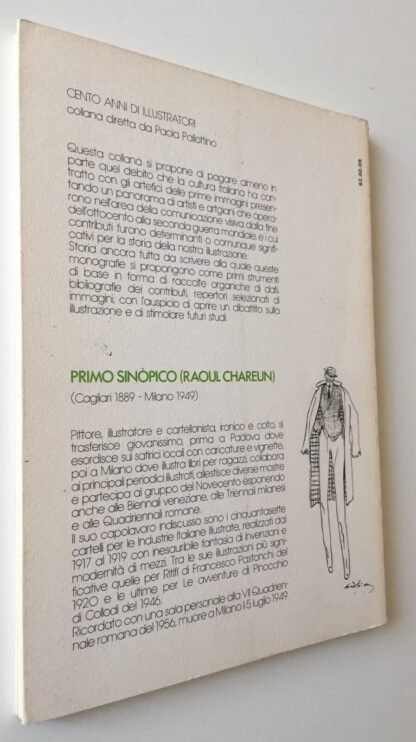 CENTO ANNI DI ILLUSTRATORI
collana diretta da Paola Pallottino
Questa collana si propone di pagare almeno in
parte quel debito che la cultura italiana ha con-
tratto con gli artefici delle prime immagini presen-
tando un panorama di artisti e artigiani che opera-
rono nell'area della comunicazione visiva dalla fine
dell'ottocento alla seconda guerra mondiale, e i cui
contributi furono determinanti o comunque signifi-
cativi per la storia della nostra illustrazione.
Storia ancora tutta da scrivere alla quale queste
monografie si propongono come primi strumenti
di base in forma di raccolte organiche di dati,
bibliografie dei contributi, repertori selezionati di
immagini, con l'auspicio di aprire un dibattito sulla
illustrazione e di stimolare futuri studi.
62.00.09
PRIMO SINÒPICO (RAOUL CHAREUN)
(Cagliari 1889 - Milano 1949)
Pittore, illustratore e cartellonista, ironico e colto, si
trasferisce giovanissimo, prima a Padova dove
esordisce sui satirici locali con caricature e vignette,
poi a Milano dove illustra libri per ragazzi, collabora
ai principali periodici illustrati, allestisce diverse mostre
e partecipa al gruppo del Novecento esponendo
anche alle Biennali veneziane, alle Triennali milanesi
e alle Quadriennali romane.
Il suo capolavoro indiscusso sono i cinquantasette
cartelli per le Industrie Italiane Illustrate, realizzati dal
1917 al 1919 con inesauribile fantasia di invenzioni e
modernità di mezzi. Tra le sue illustrazioni più signi-
ficative quelle per Rititì di Francesco Pastonchi del
1920 e le ultime per Le avventure di Pinocchio
di Collodi del 1946.
Ricordato con una sala personale alla VII Quadrien-
nale romana del 1956, muore a Milano il 5 luglio 1949.